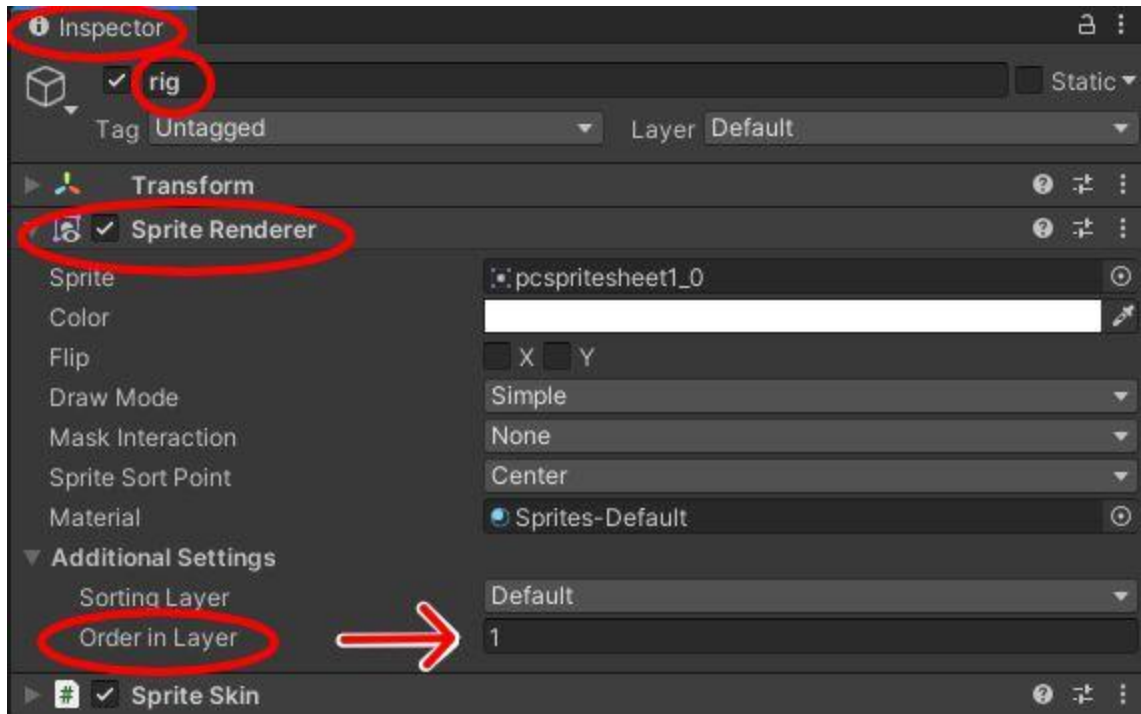 Inspector
rig
Static
Tag Untagged Layer Default
Transform
Sprite Renderer
Sprite pcspritesheet1_0
Color
Flip X Y
Draw Mode Simple
Mask Interaction None
Sprite Sort Point Center
Material Sprites-Default
Additional Settings
Sorting Layer Default
Order in Layer 1
# Sprite Skin